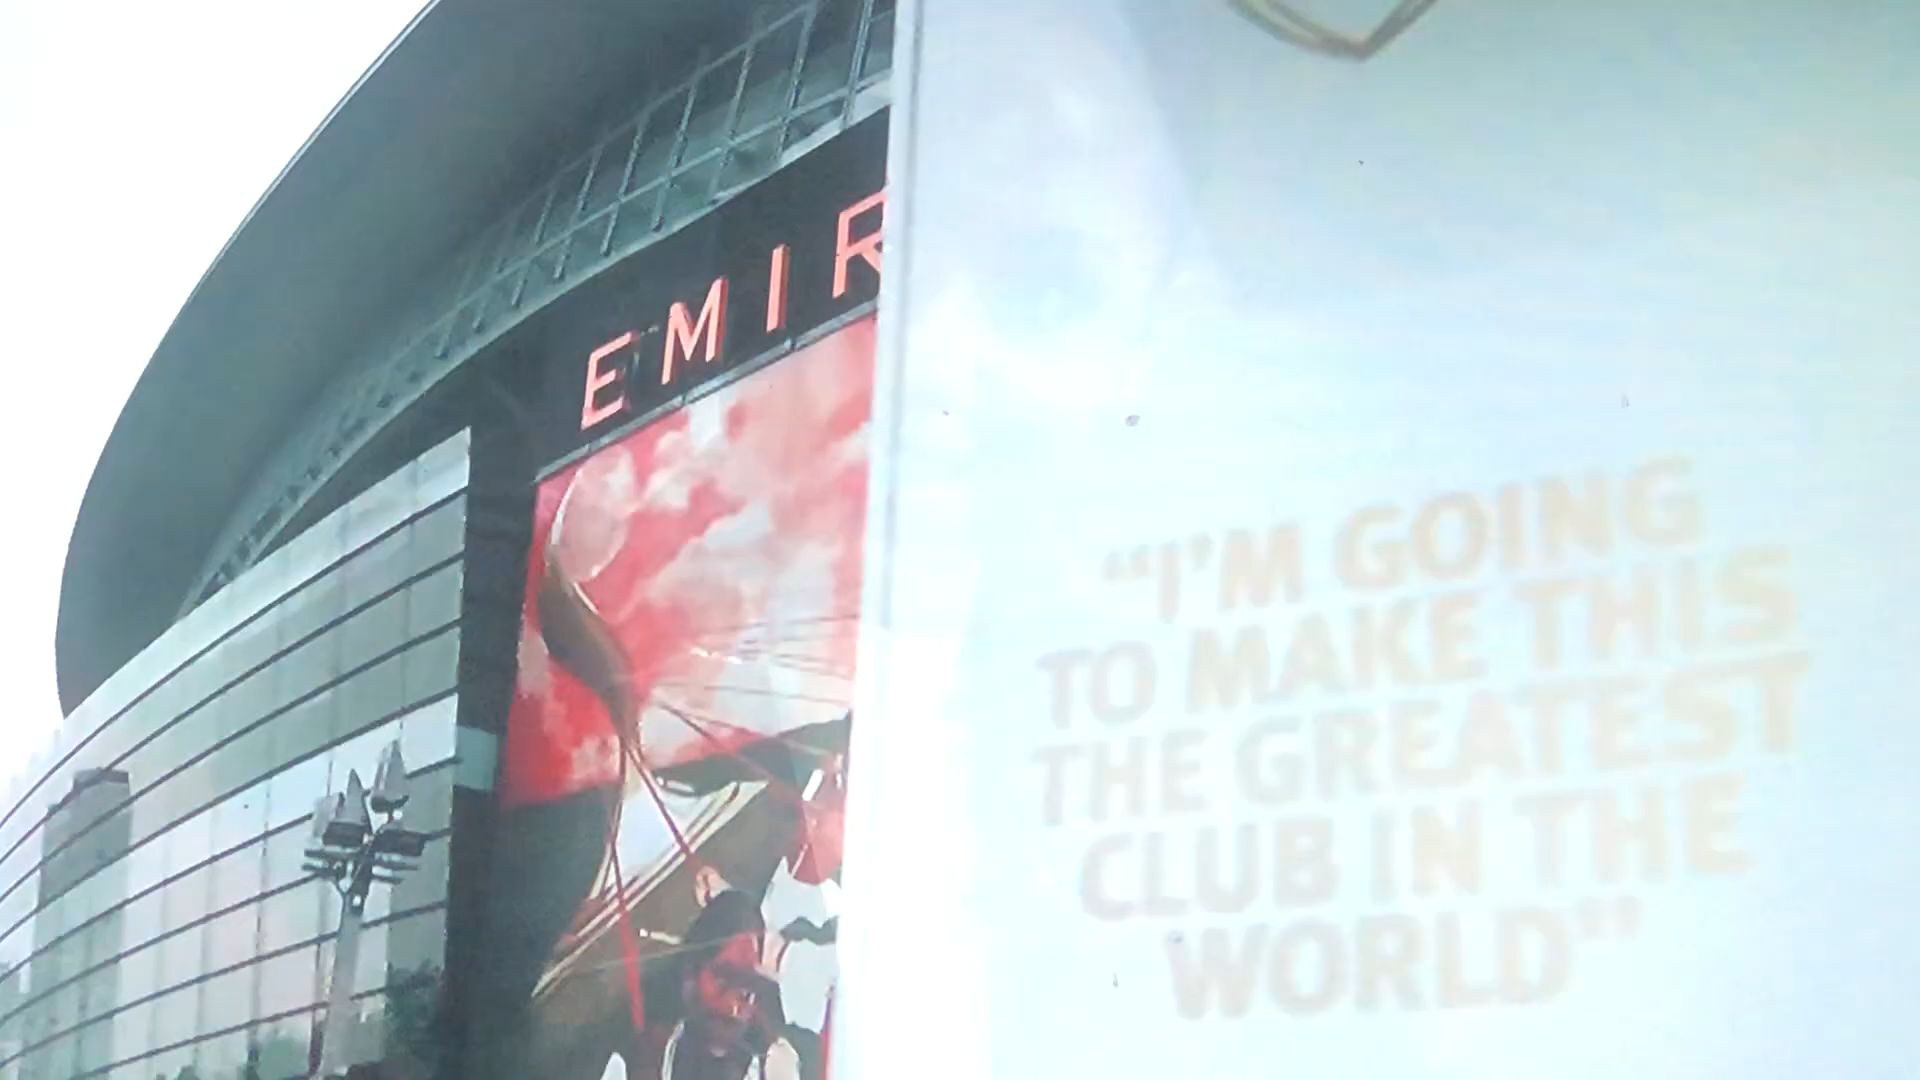 EMIR
“I'M GOING
TO MAKE THIS
THE GREATEST
CLUB IN THE
WORLD”